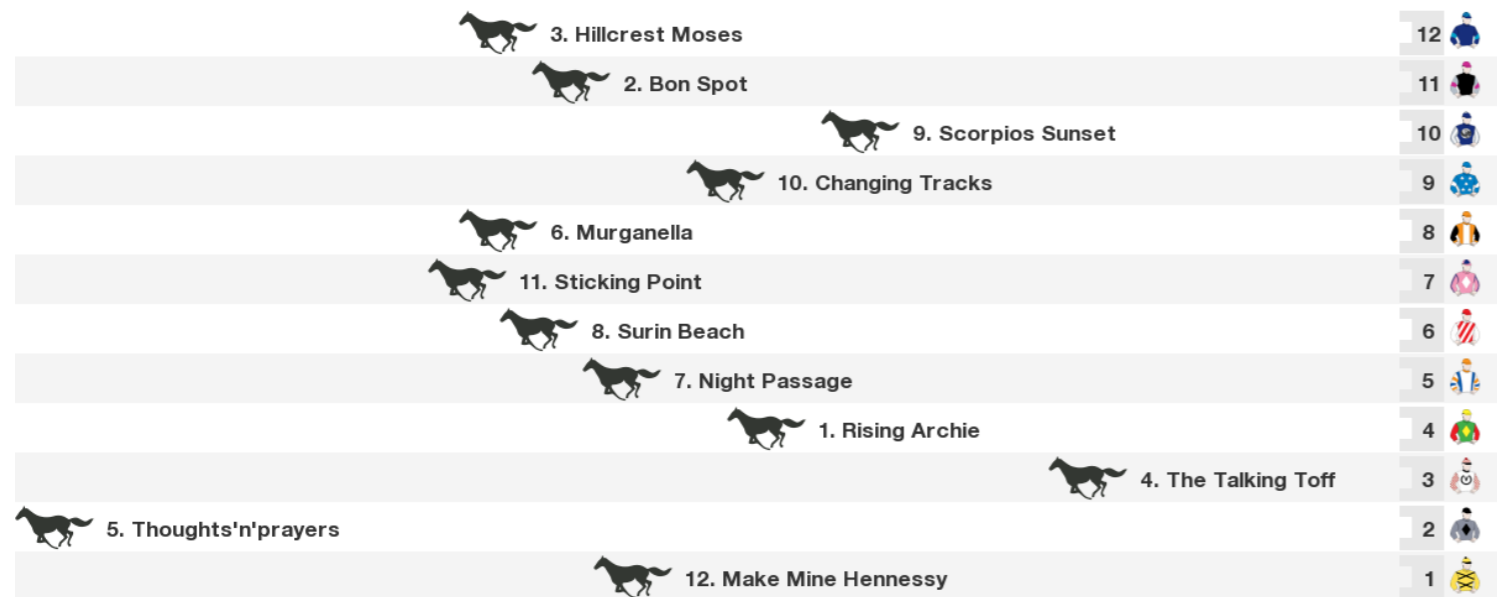 3. Hillcrest Moses 12
2. Bon Spot 11
9. Scorpios Sunset 10
10. Changing Tracks 9
6. Murganella 8
11. Sticking Point 7
8. Surin Beach 6
7. Night Passage 5
1. Rising Archie 4
4. The Talking Toff 3
5. Thoughts'n'prayers 2
12. Make Mine Hennessy 1